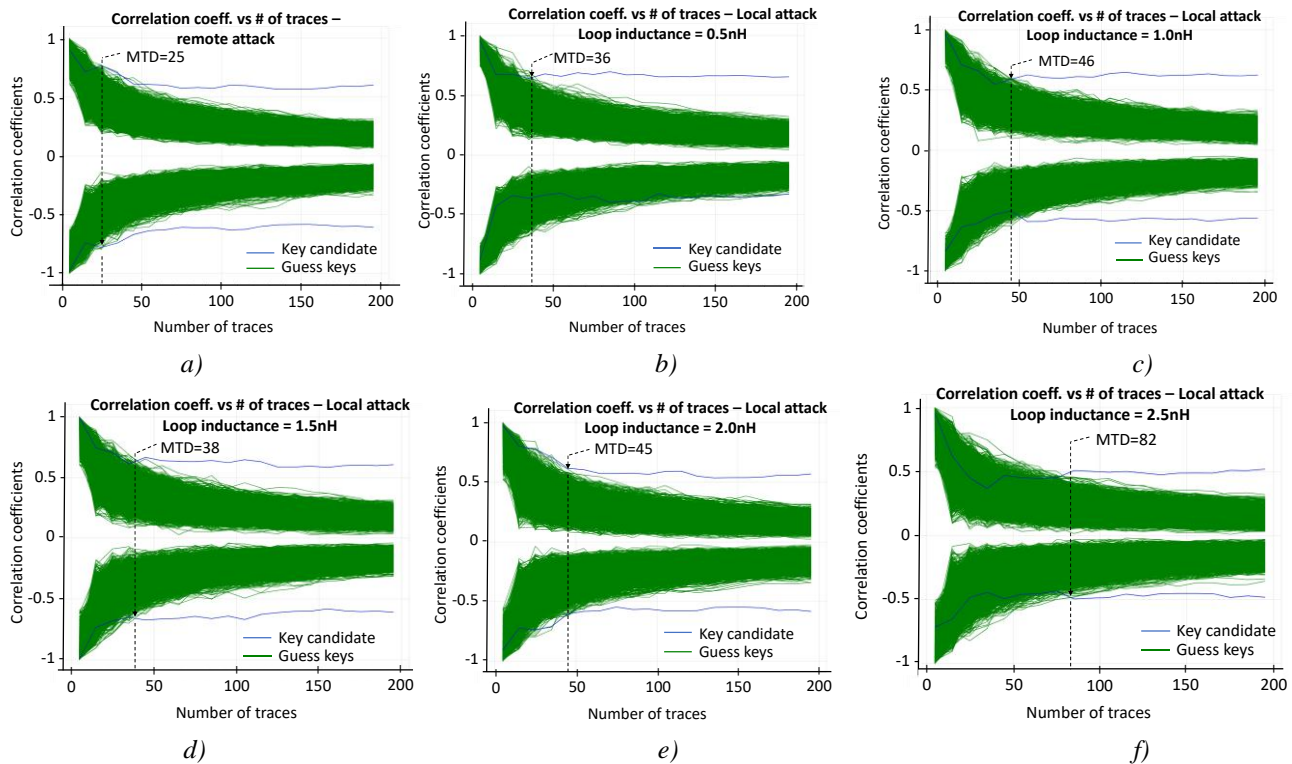 Correlation coeff. vs # of traces –
remote attack
MTD=25
Correlation coefficients
1
0.5
0
-0.5
-1
Key candidate
Guess keys
0 50 100 150 200
Number of traces
a)
Correlation coeff. vs # of traces – Local attack
Loop inductance = 0.5nH
MTD=36
Correlation coefficients
1
0.5
0
-0.5
-1
Key candidate
Guess keys
0 50 100 150 200
Number of traces
b)
Correlation coeff. vs # of traces – Local attack
Loop inductance = 1.0nH
MTD=46
Correlation coefficients
1
0.5
0
-0.5
-1
Key candidate
Guess keys
0 50 100 150 200
Number of traces
c)
Correlation coeff. vs # of traces – Local attack
Loop inductance = 1.5nH
MTD=38
Correlation coefficients
1
0.5
0
-0.5
-1
Key candidate
Guess keys
0 50 100 150 200
Number of traces
d)
Correlation coeff. vs # of traces – Local attack
Loop inductance = 2.0nH
MTD=45
Correlation coefficients
1
0.5
0
-0.5
-1
Key candidate
Guess keys
0 50 100 150 200
Number of traces
e)
Correlation coeff. vs # of traces – Local attack
Loop inductance = 2.5nH
MTD=82
Correlation coefficients
1
0.5
0
-0.5
-1
Key candidate
Guess keys
0 50 100 150 200
Number of traces
f)